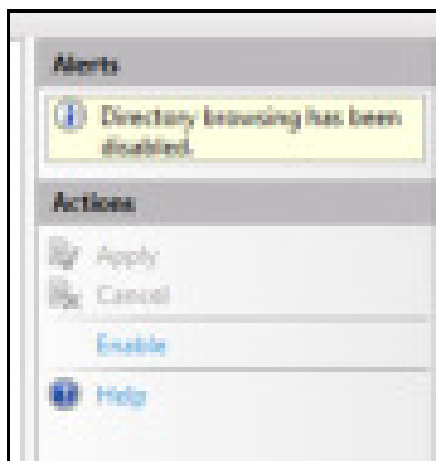 Alerts
Directory browsing has been
disabled.
Actions
Apply
Cancel
Enable
Help